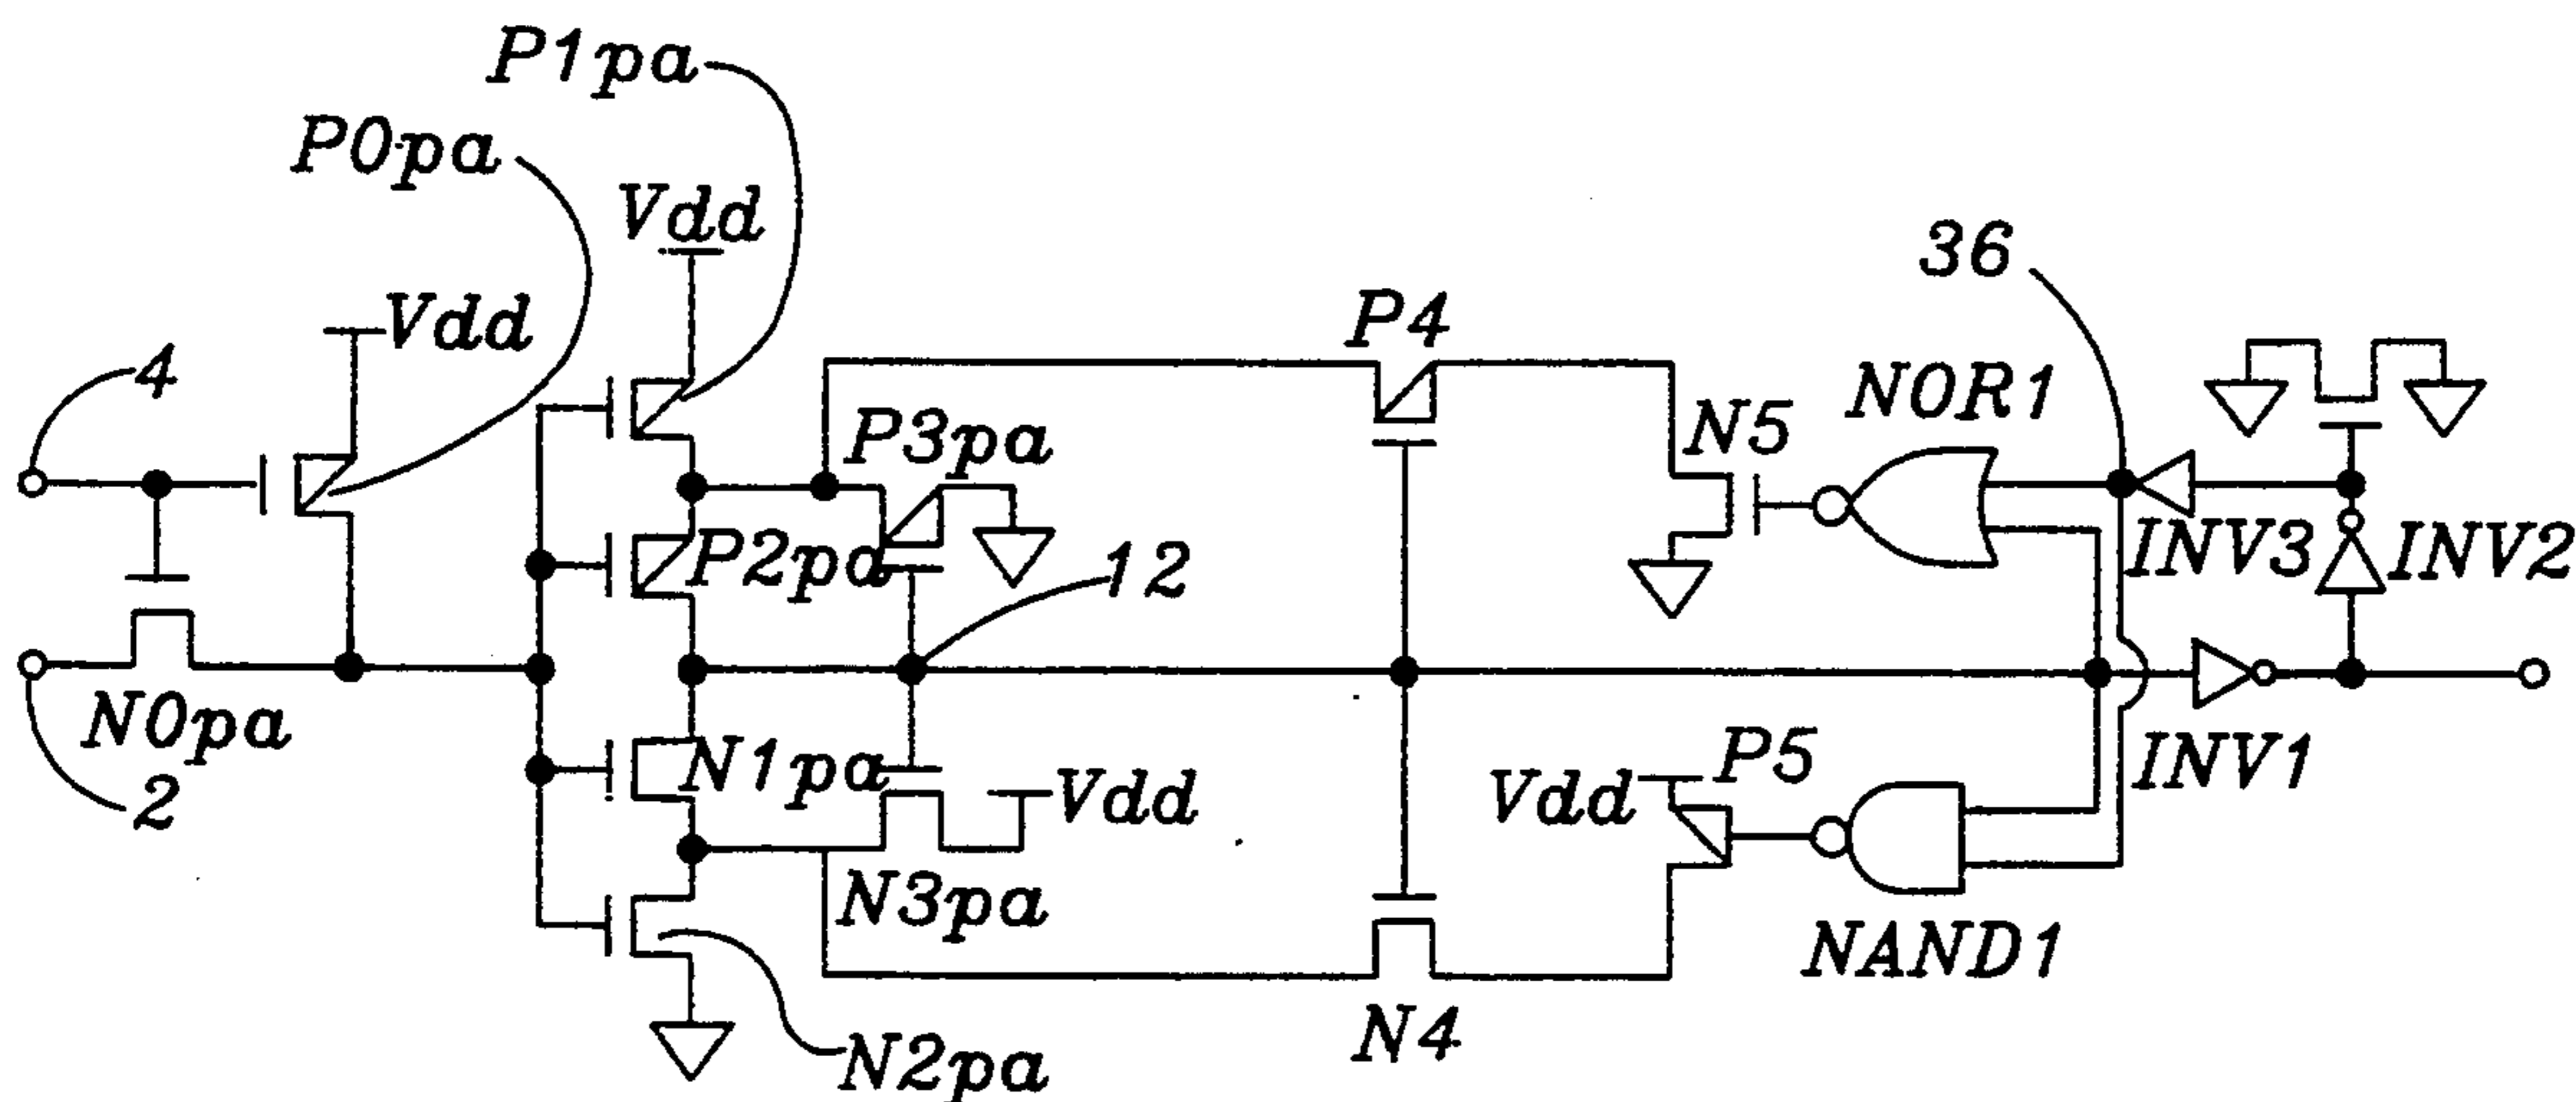 P1pa
P0pa
Vdd
36
Vdd
P4
4
NOR1
N5
P3pa
P2pa
12
INV3
INV2
N0pa
N1pa
P5
Vdd
Vdd
INV1
2
N3pa
NAND1
N4
N2pa